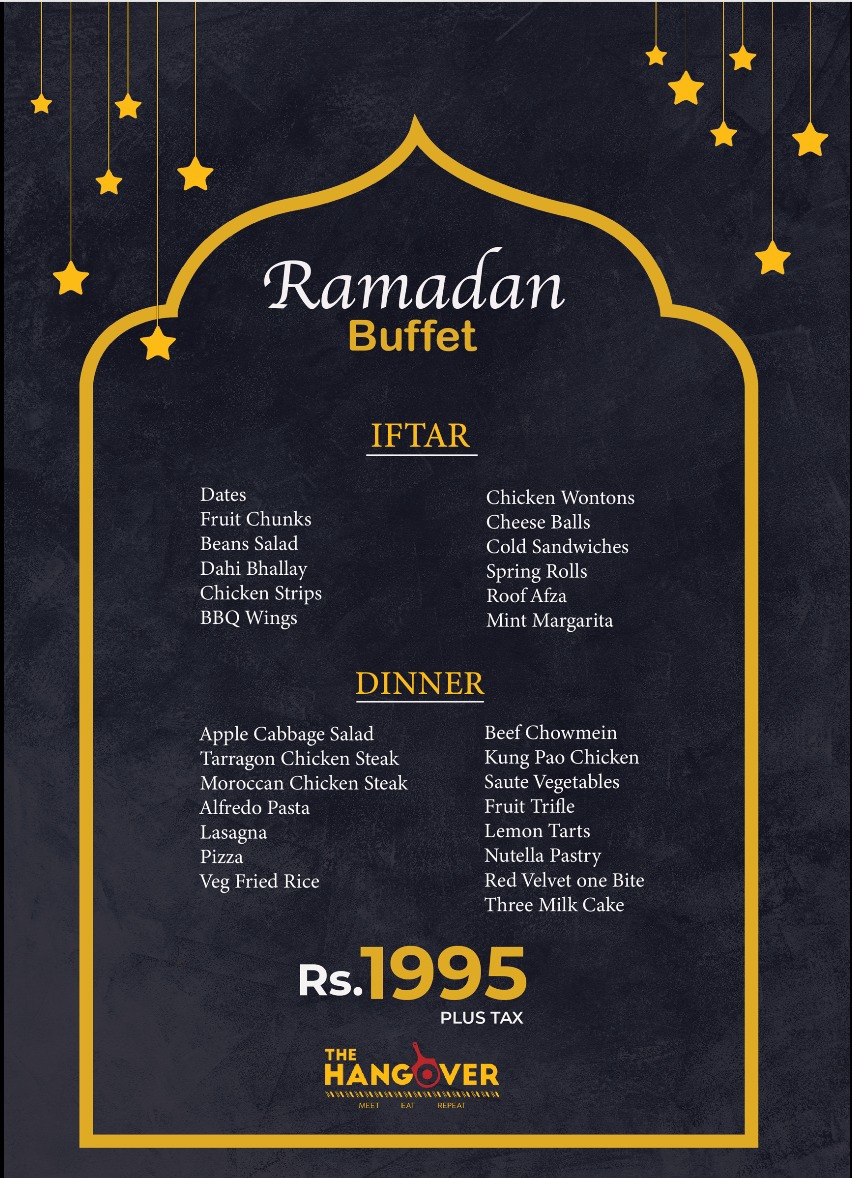 Ramadan
Buffet
IFTAR
Dates
Fruit Chunks
Beans Salad
Dahi Bhallay
Chicken Strips
BBQ Wings
Chicken Wontons
Cheese Balls
Cold Sandwiches
Spring Rolls
Roof Afza
Mint Margarita
DINNER
Apple Cabbage Salad
Tarragon Chicken Steak
Moroccan Chicken Steak
Alfredo Pasta
Lasagna
Pizza
Veg Fried Rice
Beef Chowmein
Kung Pao Chicken
Saute Vegetables
Fruit Trifle
Lemon Tarts
Nutella Pastry
Red Velvet one Bite
Three Milk Cake
Rs.1995
PLUS TAX
THE
HANGOVER
MEET EAT REPEAT